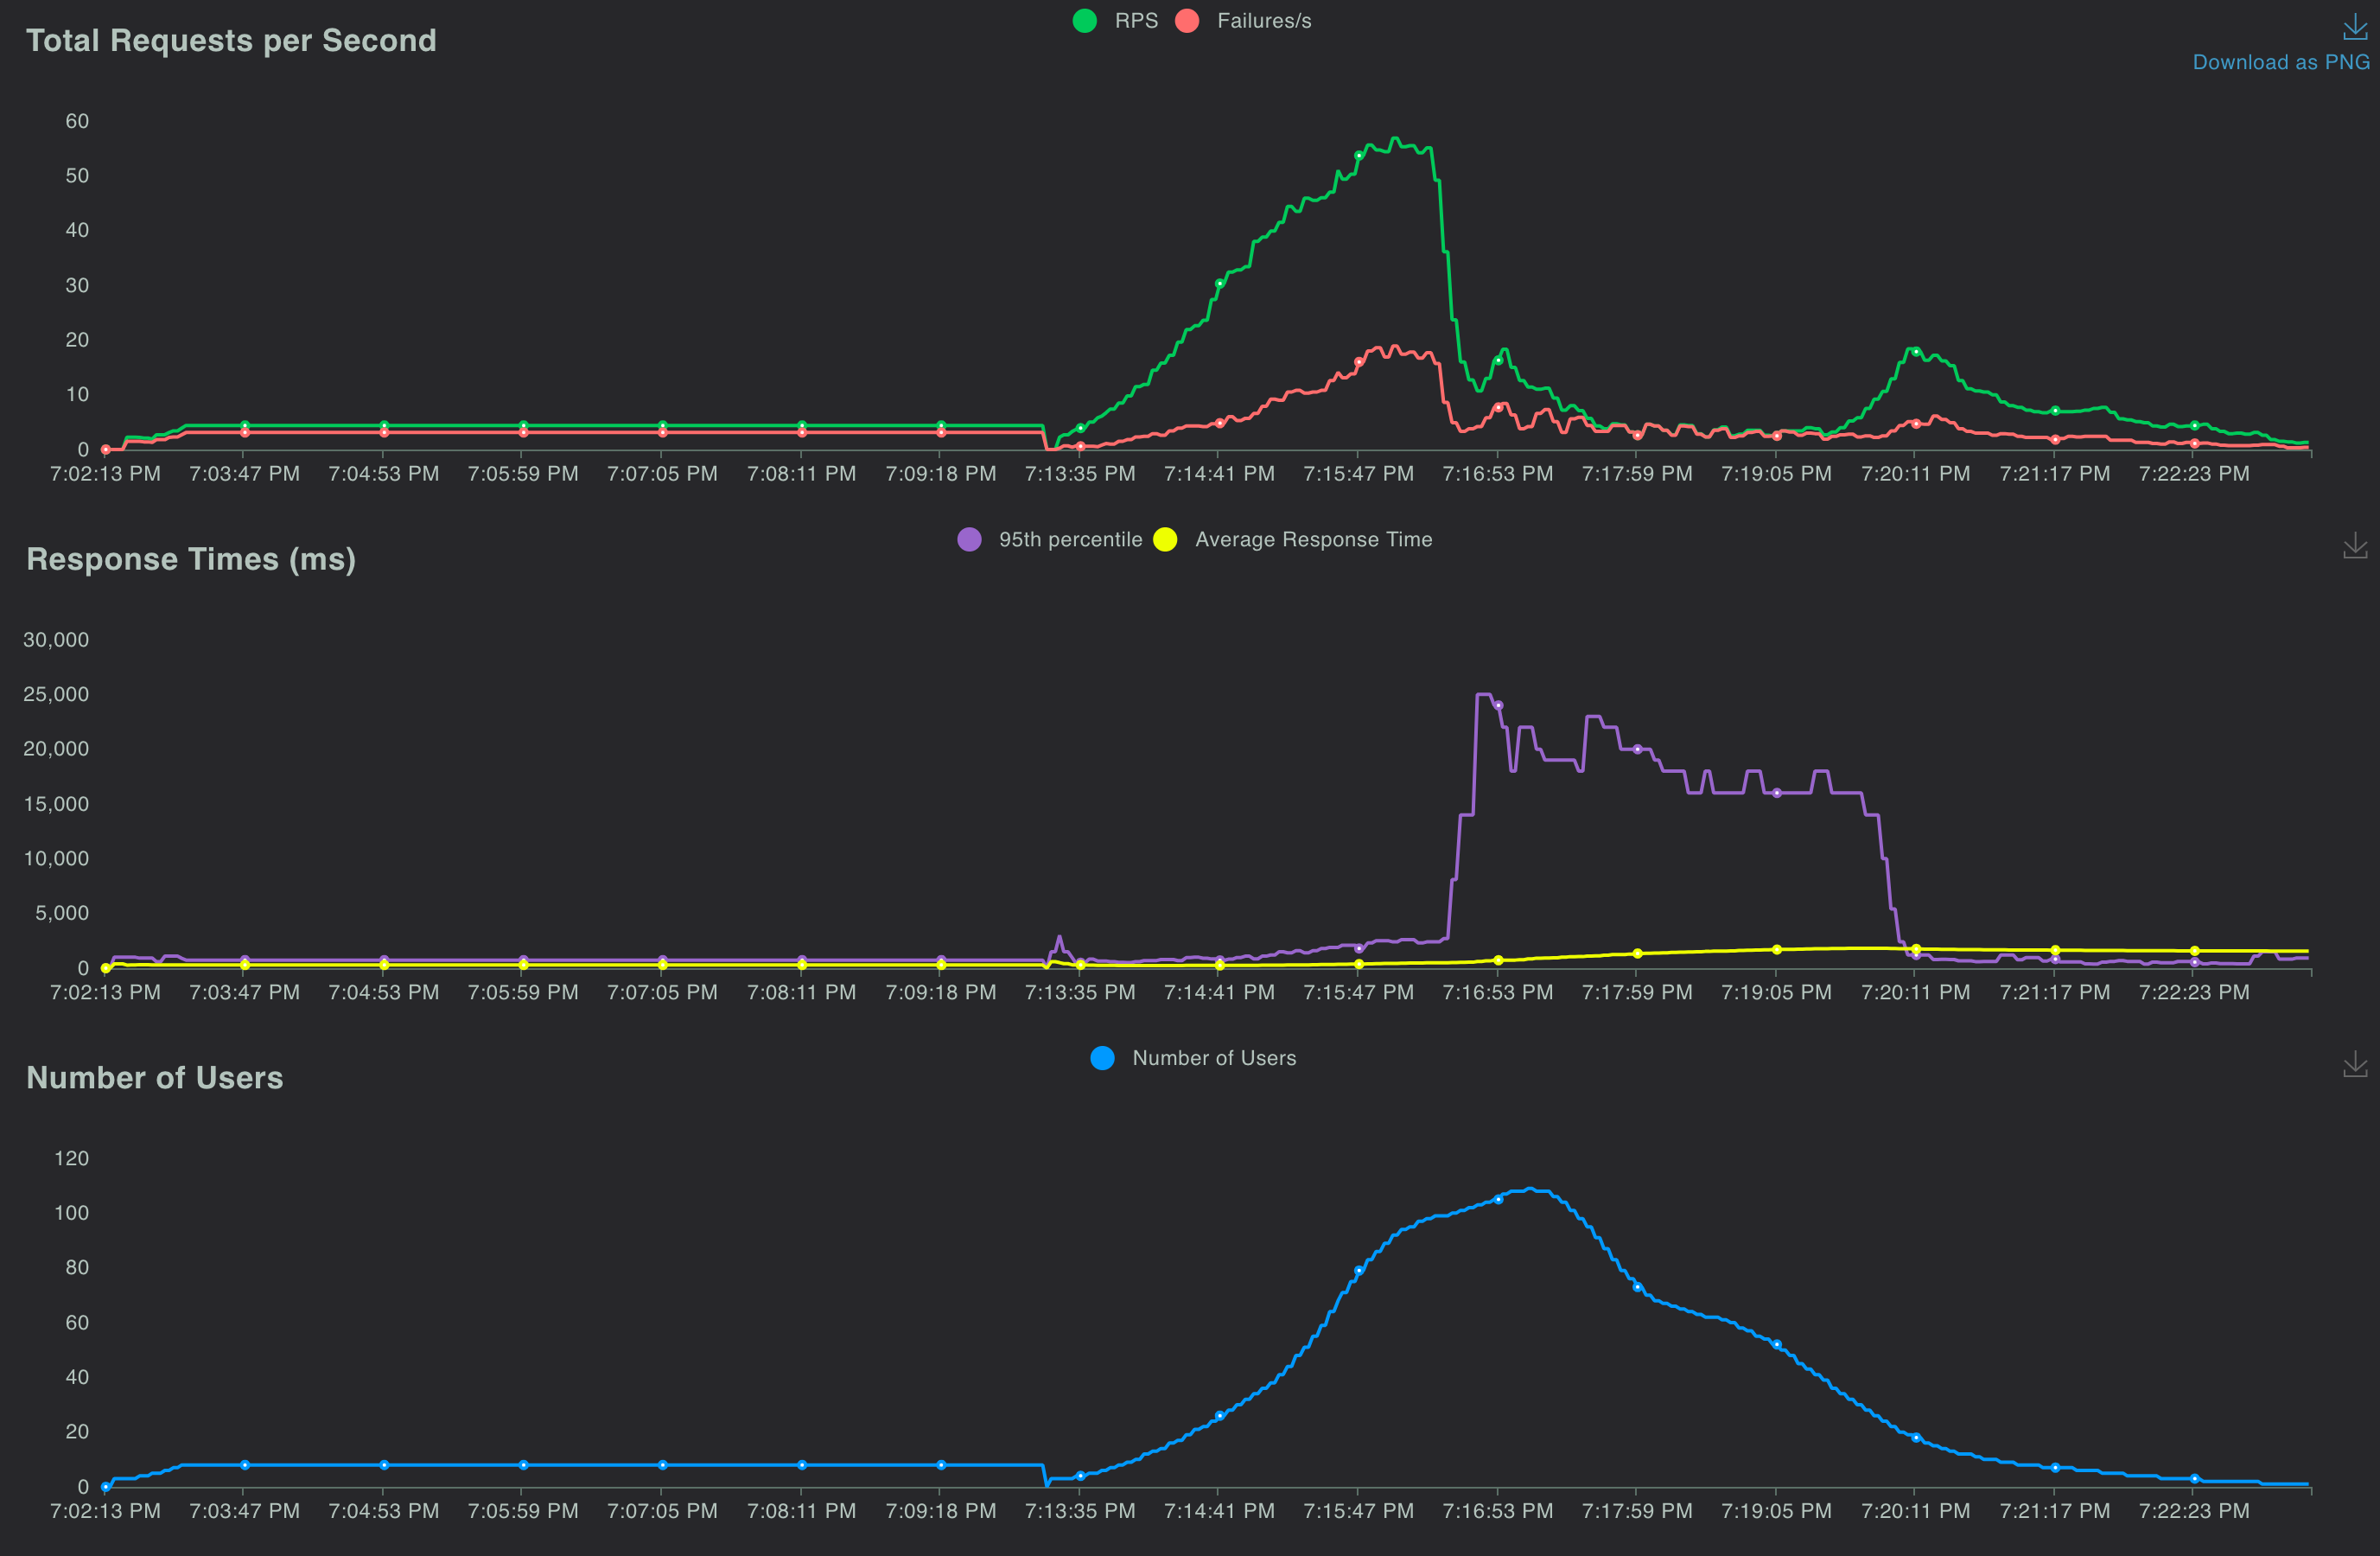 RPS Failures/s
Total Requests per Second
Download as PNG
60
50
40
30
20
10
0
7:02:13 PM 7:03:47 PM 7:04:53 PM 7:05:59 PM 7:07:05 PM 7:08:11 PM 7:09:18 PM 7:13:35 PM 7:14:41 PM 7:15:47 PM 7:16:53 PM 7:17:59 PM 7:19:05 PM 7:20:11 PM 7:21:17 PM 7:22:23 PM
95th percentile Average Response Time
Response Times (ms)
30,000
25,000
20,000
15,000
10,000
5,000
0
7:02:13 PM 7:03:47 PM 7:04:53 PM 7:05:59 PM 7:07:05 PM 7:08:11 PM 7:09:18 PM 7:13:35 PM 7:14:41 PM 7:15:47 PM 7:16:53 PM 7:17:59 PM 7:19:05 PM 7:20:11 PM 7:21:17 PM 7:22:23 PM
Number of Users
Number of Users
120
100
80
60
40
20
0
7:02:13 PM 7:03:47 PM 7:04:53 PM 7:05:59 PM 7:07:05 PM 7:08:11 PM 7:09:18 PM 7:13:35 PM 7:14:41 PM 7:15:47 PM 7:16:53 PM 7:17:59 PM 7:19:05 PM 7:20:11 PM 7:21:17 PM 7:22:23 PM